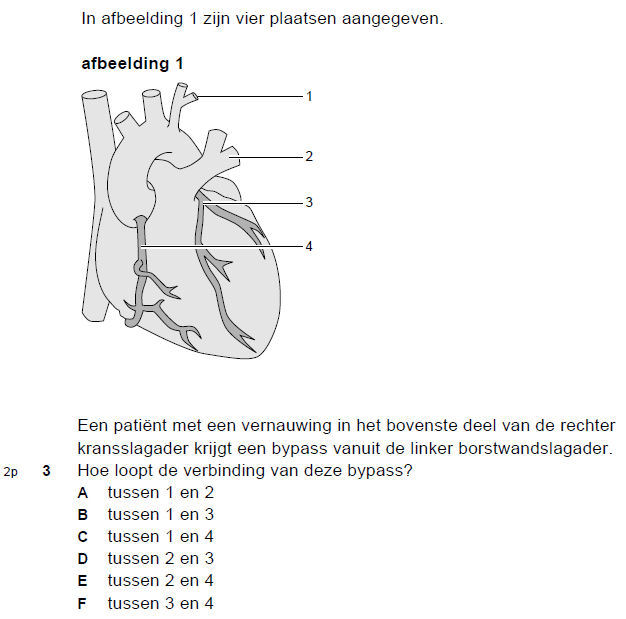 In afbeelding 1 zijn vier plaatsen aangegeven.
afbeelding 1
1
2
3
4
Een patiënt met een vernauwing in het bovenste deel van de rechter
kransslagader krijgt een bypass vanuit de linker borstwandslagader.
2p 3 Hoe loopt de verbinding van deze bypass?
A tussen 1 en 2
B tussen 1 en 3
C tussen 1 en 4
D tussen 2 en 3
E tussen 2 en 4
F tussen 3 en 4